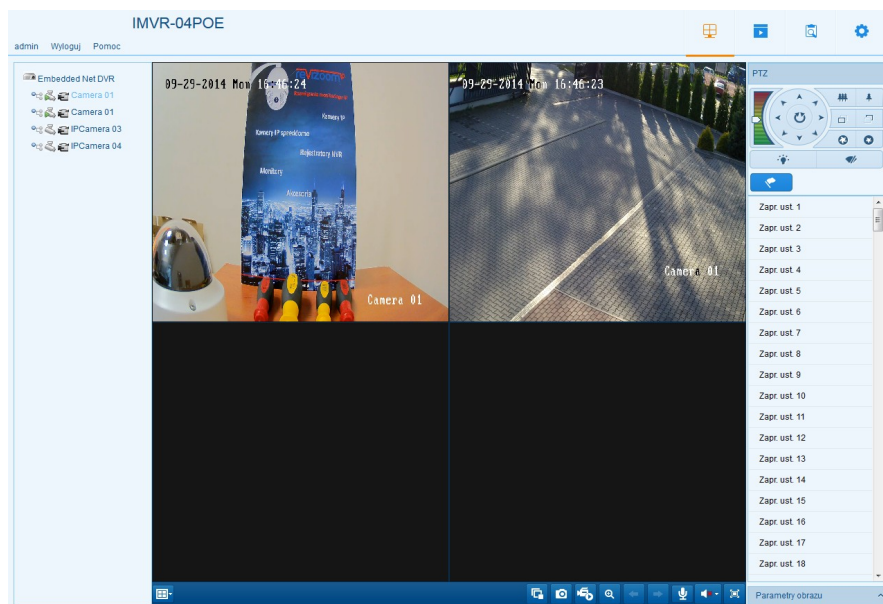 IMVR-04POE
admin Wyloguj Pomoc
Embedded Net DVR
Camera 01
Camera 01
IPCamera 03
IPCamera 04
09-29-2014 Mon 16:46:24
revizoom
Kamery IP
Kamery IP speeddome
Rejestratory NVR
Monitory
Akcesoria
Camera 01
09-29-2014 Mon 16:46:23
Camera 01
PTZ
Zapr. ust. 1
Zapr. ust. 2
Zapr. ust. 3
Zapr. ust. 4
Zapr. ust. 5
Zapr. ust. 6
Zapr. ust. 7
Zapr. ust. 8
Zapr. ust. 9
Zapr. ust. 10
Zapr. ust. 11
Zapr. ust. 12
Zapr. ust. 13
Zapr. ust. 14
Zapr. ust. 15
Zapr. ust. 16
Zapr. ust. 17
Zapr. ust. 18
Parametry obrazu